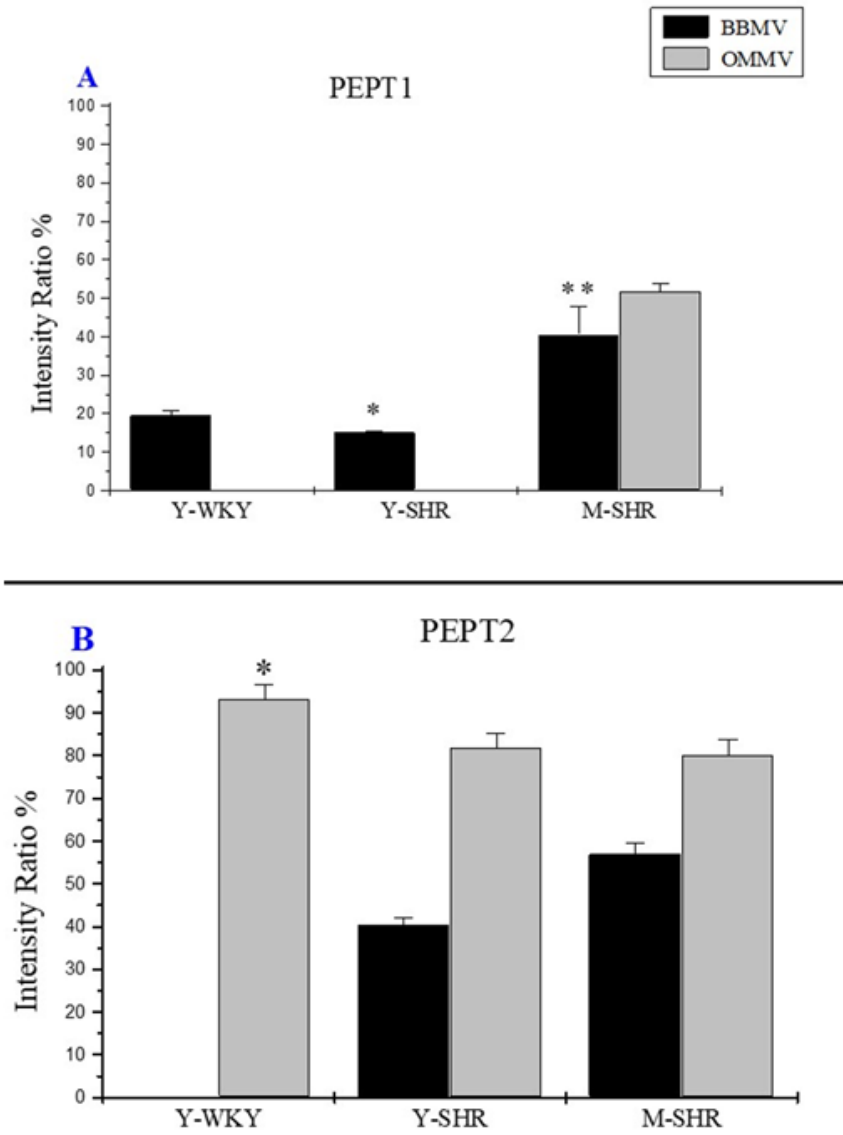 BBMV
OMMV
A
PEPT1
Intensity Ratio %
100
90
80
70
60
50
40
30
20
10
0
*
**
Y-WKY
Y-SHR
M-SHR
B
PEPT2
Intensity Ratio %
100
90
80
70
60
50
40
30
20
10
0
*
Y-WKY
Y-SHR
M-SHR